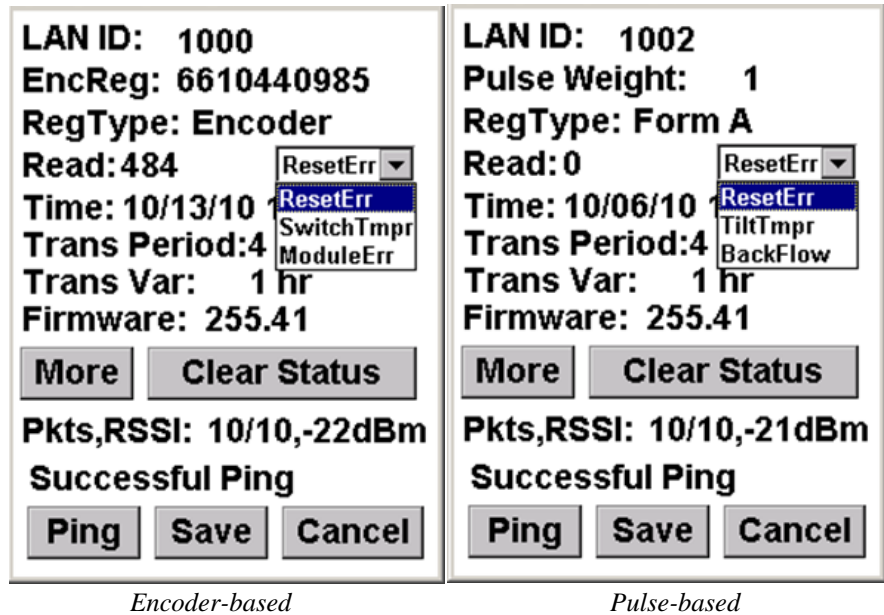 LAN ID: 1000
EncReg: 6610440985
RegType: Encoder
Read: 484 ResetErr
ResetErr
SwitchTmpr
ModuleErr
Time: 10/13/10
Trans Period:4
Trans Var: 1 hr
Firmware: 255.41
More Clear Status
Pkts,RSSI: 10/10,-22dBm
Successful Ping
Ping Save Cancel
Encoder-based
LAN ID: 1002
Pulse Weight: 1
RegType: Form A
Read: 0 ResetErr
ResetErr
TiltTmpr
BackFlow
Time: 10/06/10
Trans Period:4
Trans Var: 1 hr
Firmware: 255.41
More Clear Status
Pkts,RSSI: 10/10,-21dBm
Successful Ping
Ping Save Cancel
Pulse-based